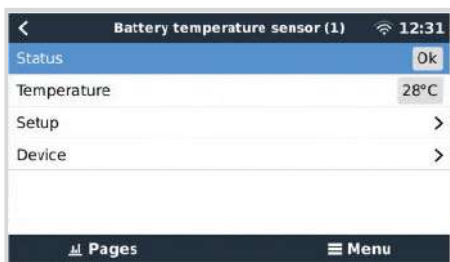 Battery temperature sensor (1) 12:31
Status Ok
Temperature 28°C
Setup
Device
Pages Menu